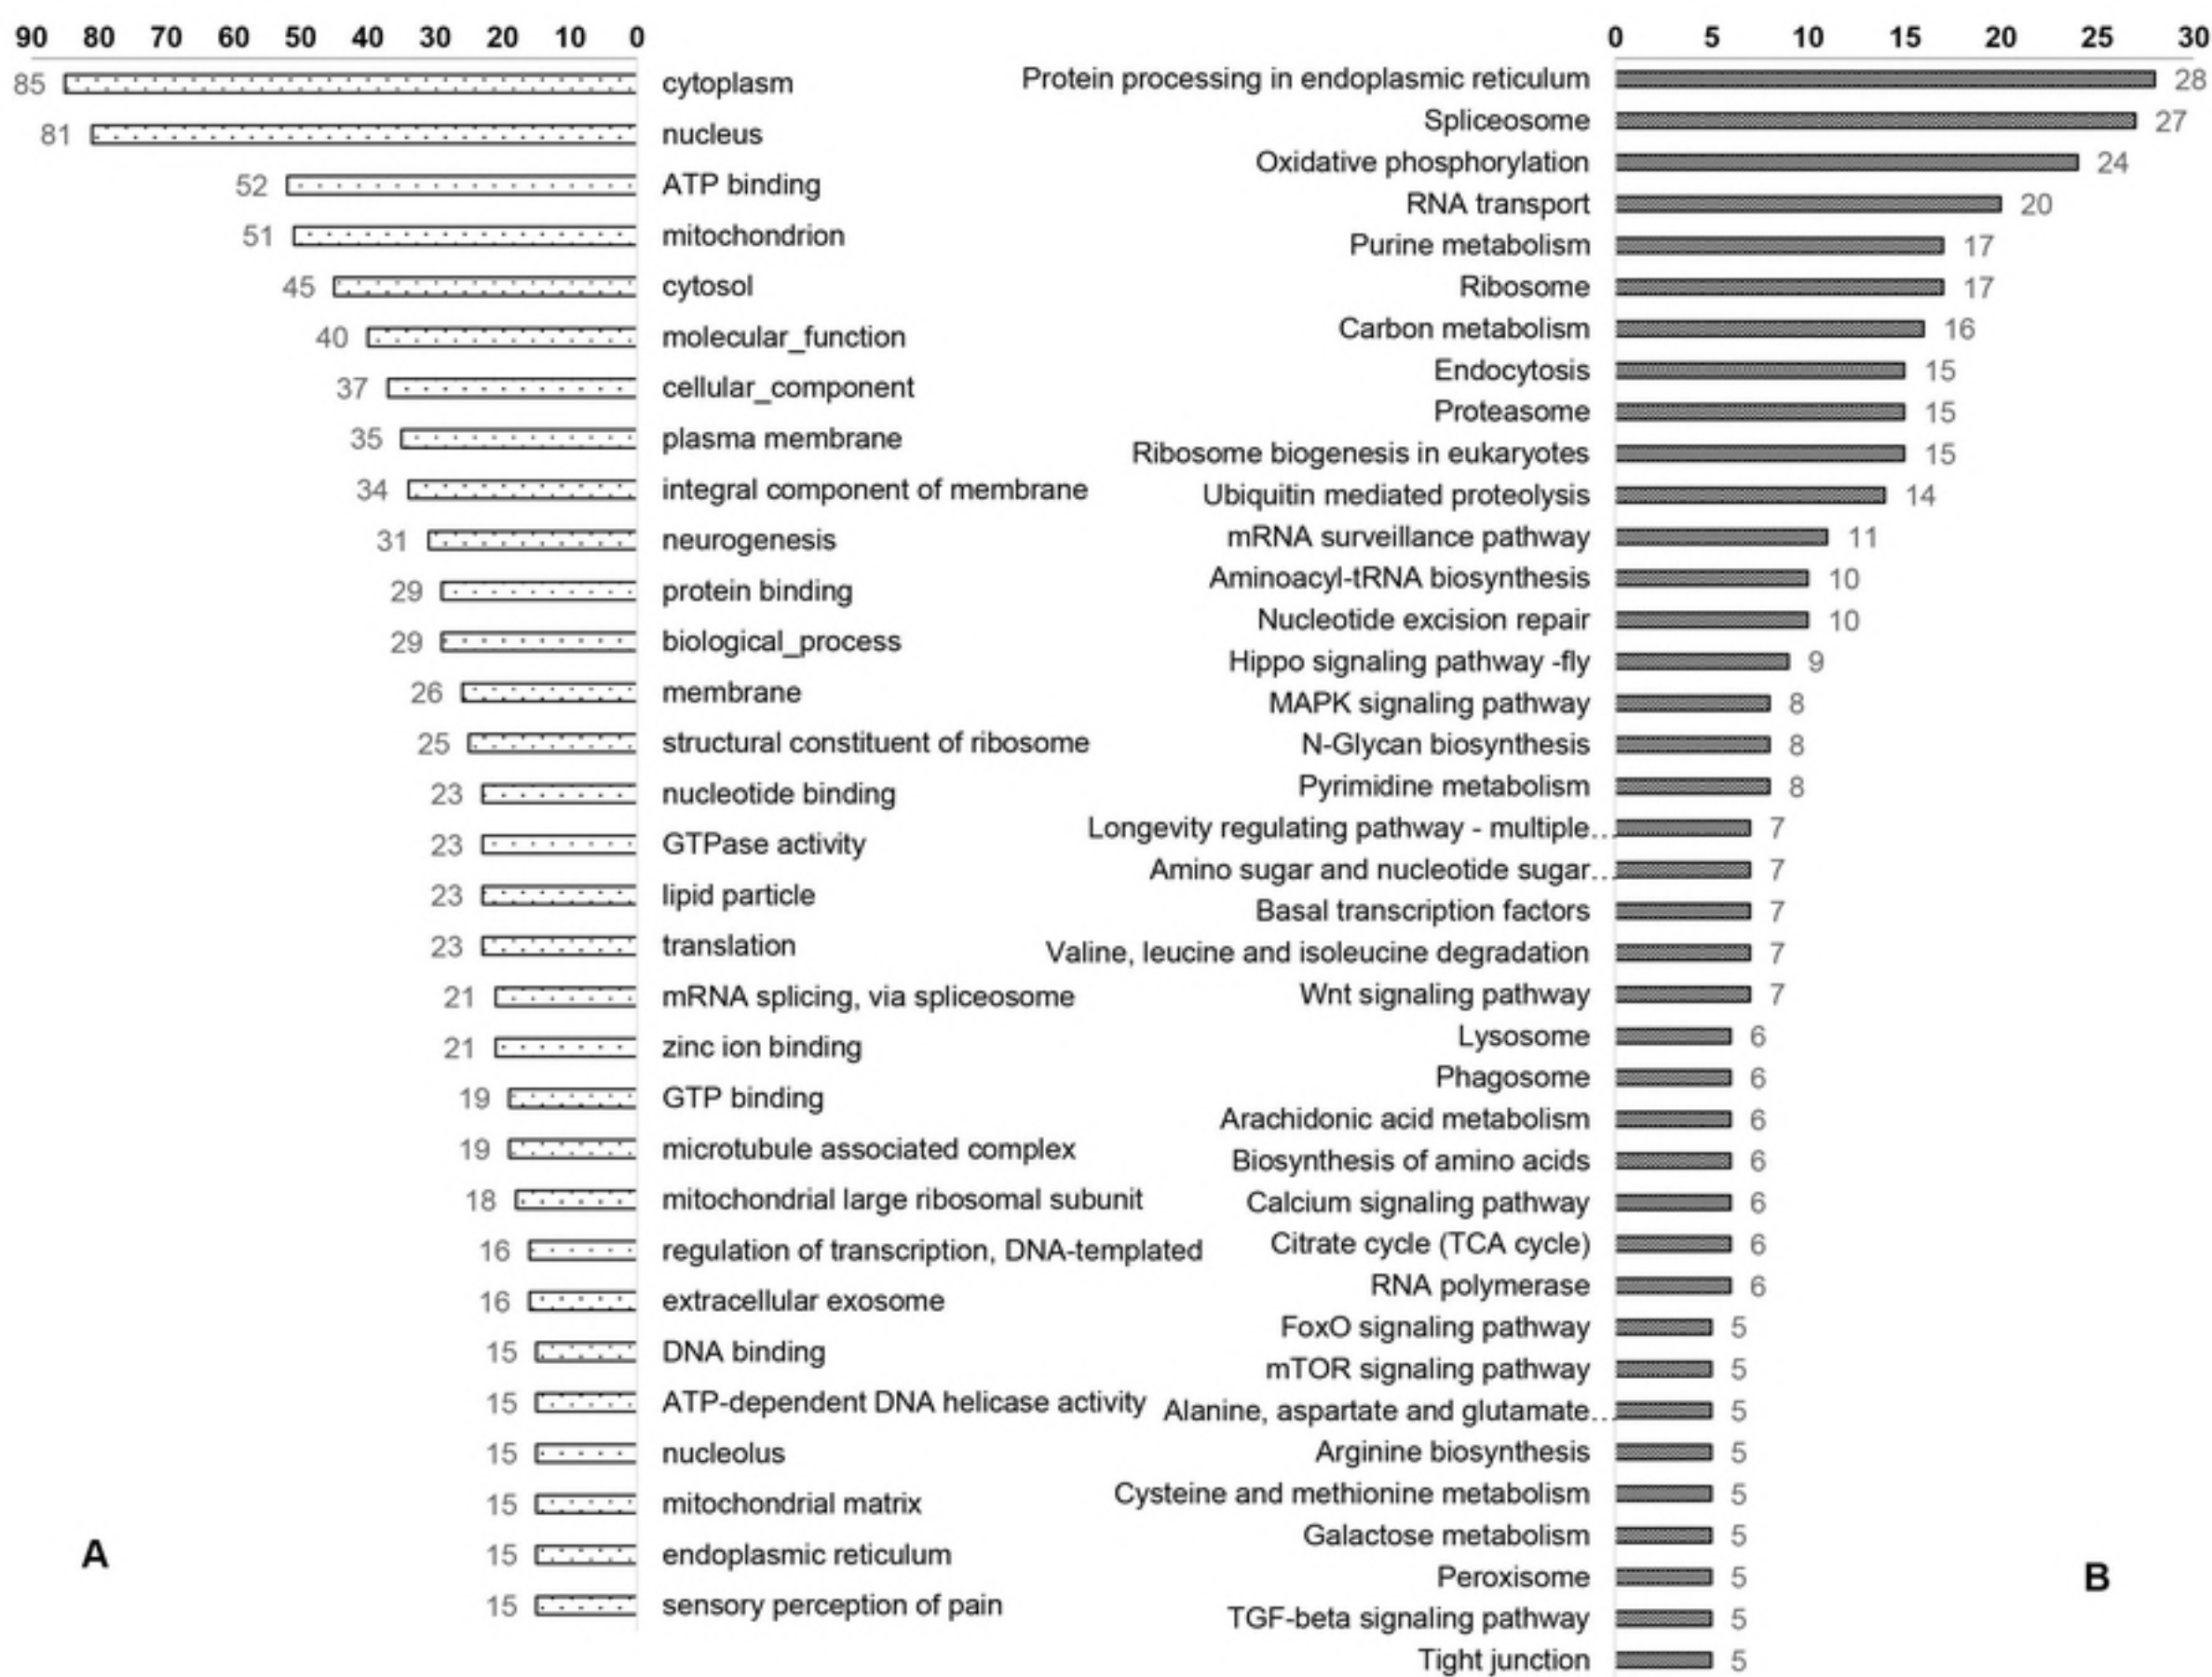 90 80 70 60 50 40 30 20 10 0
85 cytoplasm
81 nucleus
52 ATP binding
51 mitochondrion
45 cytosol
40 molecular_function
37 cellular_component
35 plasma membrane
34 integral component of membrane
31 neurogenesis
29 protein binding
29 biological_process
26 membrane
25 structural constituent of ribosome
23 nucleotide binding
23 GTPase activity
23 lipid particle
23 translation
21 mRNA splicing, via spliceosome
21 zinc ion binding
19 GTP binding
19 microtubule associated complex
18 mitochondrial large ribosomal subunit
16 regulation of transcription, DNA-templated
16 extracellular exosome
15 DNA binding
15 ATP-dependent DNA helicase activity
15 nucleolus
15 mitochondrial matrix
15 endoplasmic reticulum
15 sensory perception of pain
A
0 5 10 15 20 25 30
Protein processing in endoplasmic reticulum 28
Spliceosome 27
Oxidative phosphorylation 24
RNA transport 20
Purine metabolism 17
Ribosome 17
Carbon metabolism 16
Endocytosis 15
Proteasome 15
Ribosome biogenesis in eukaryotes 15
Ubiquitin mediated proteolysis 14
mRNA surveillance pathway 11
Aminoacyl-tRNA biosynthesis 10
Nucleotide excision repair 10
Hippo signaling pathway -fly 9
MAPK signaling pathway 8
N-Glycan biosynthesis 8
Pyrimidine metabolism 8
Longevity regulating pathway - multiple... 7
Amino sugar and nucleotide sugar... 7
Basal transcription factors 7
Valine, leucine and isoleucine degradation 7
Wnt signaling pathway 7
Lysosome 6
Phagosome 6
Arachidonic acid metabolism 6
Biosynthesis of amino acids 6
Calcium signaling pathway 6
Citrate cycle (TCA cycle) 6
RNA polymerase 6
FoxO signaling pathway 5
mTOR signaling pathway 5
Alanine, aspartate and glutamate... 5
Arginine biosynthesis 5
Cysteine and methionine metabolism 5
Galactose metabolism 5
Peroxisome 5
TGF-beta signaling pathway 5
Tight junction 5
B